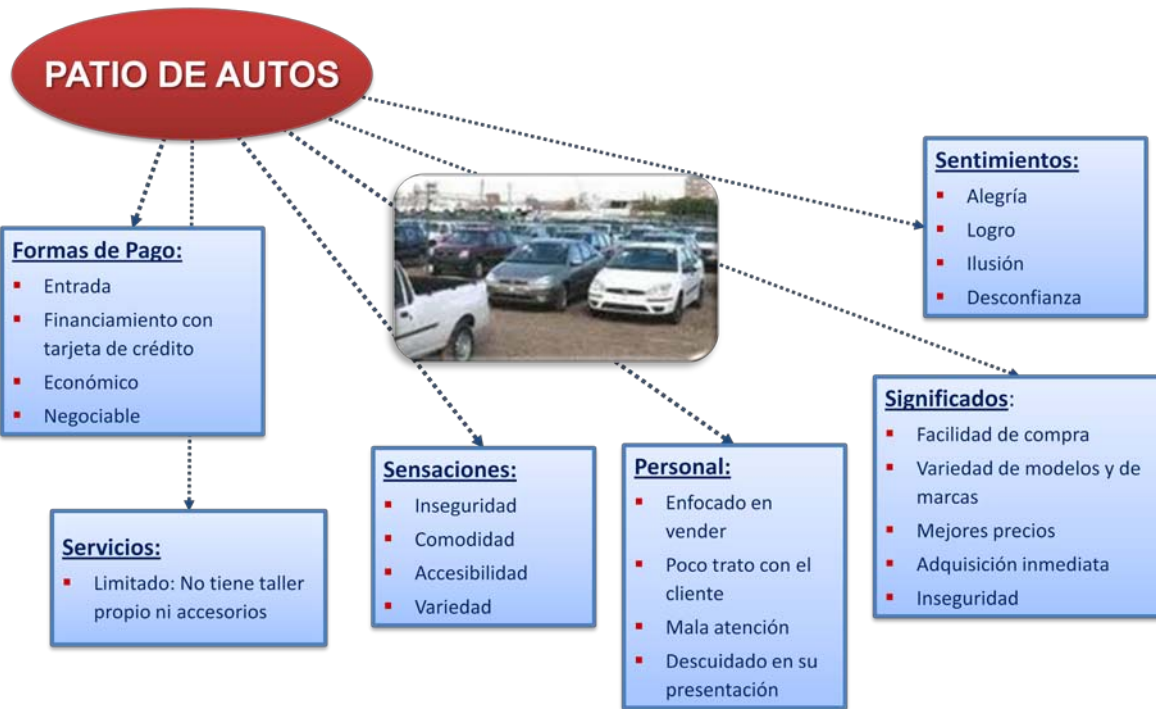 PATIO DE AUTOS
Formas de Pago:
Entrada
Financiamiento con
tarjeta de crédito
Económico
Negociable
Servicios:
Limitado: No tiene taller
propio ni accesorios
Sensaciones:
Inseguridad
Comodidad
Accesibilidad
Variedad
Personal:
Enfocado en
vender
Poco trato con el
cliente
Mala atención
Descuidado en su
presentación
Sentimientos:
Alegría
Logro
Ilusión
Desconfianza
Significados:
Facilidad de compra
Variedad de modelos y de
marcas
Mejores precios
Adquisición inmediata
Inseguridad